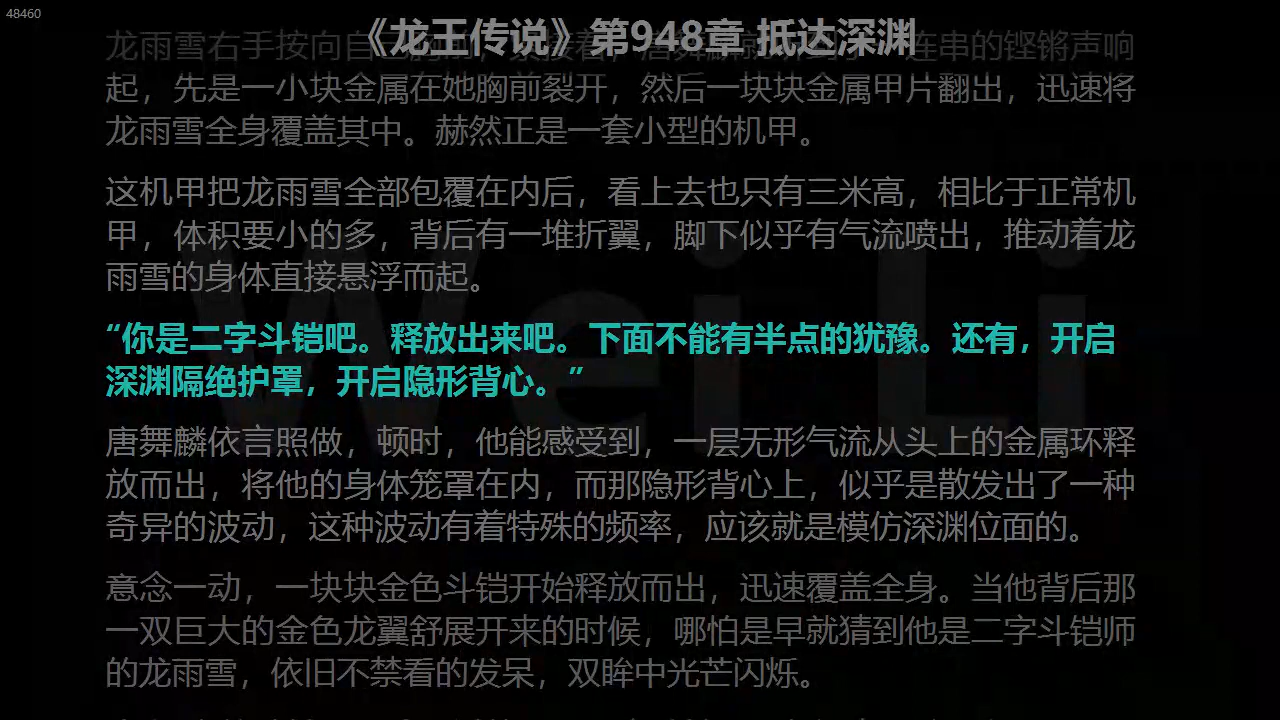 48460
《龙王传说》第948章 抵达深渊
龙雨雪右手按向自 连串的铿锵声响
起，先是一小块金属在她胸前裂开，然后一块块金属甲片翻出，迅速将
龙雨雪全身覆盖其中。赫然正是一套小型的机甲。
这机甲把龙雨雪全部包覆在内后，看上去也只有三米高，相比于正常机
甲，体积要小的多，背后有一堆折翼，脚下似乎有气流喷出，推动着龙
雨雪的身体直接悬浮而起。
“你是二字斗铠吧。释放出来吧。下面不能有半点的犹豫。还有，开启
深渊隔绝护罩，开启隐形背心。”
唐舞麟依言照做，顿时，他能感受到，一层无形气流从头上的金属环释
放而出，将他的身体笼罩在内，而那隐形背心上，似乎是散发出了一种
奇异的波动，这种波动有着特殊的频率，应该就是模仿深渊位面的。
意念一动，一块块金色斗铠开始释放而出，迅速覆盖全身。当他背后那
一双巨大的金色龙翼舒展开来的时候，哪怕是早就猜到他是二字斗铠师
的龙雨雪，依旧不禁看的发呆，双眸中光芒闪烁。
Wei Li